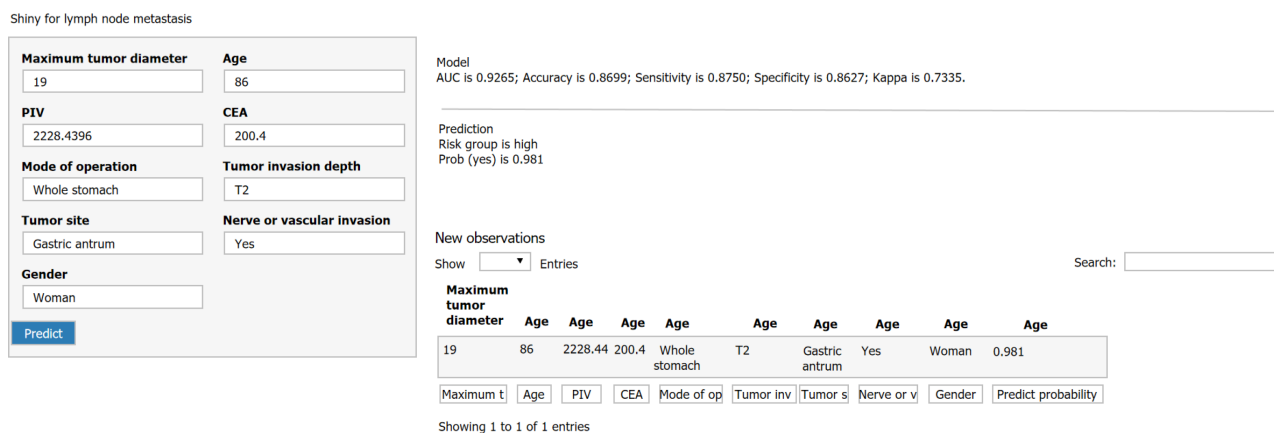 Shiny for lymph node metastasis
Maximum tumor diameter Age
19 86
PIV CEA
2228.4396 200.4
Mode of operation Tumor invasion depth
Whole stomach T2
Tumor site Nerve or vascular invasion
Gastric antrum Yes
Gender
Woman
Predict
Model
AUC is 0.9265; Accuracy is 0.8699; Sensitivity is 0.8750; Specificity is 0.8627; Kappa is 0.7335.
Prediction
Risk group is high
Prob (yes) is 0.981
New observations
Show Entries Search:
Maximum
tumor
diameter Age Age Age Age Age Age Age Age Age
19 86 2228.44 200.4 Whole T2 Gastric Yes Woman 0.981
stomach antrum
Maximum t Age PIV CEA Mode of op Tumor inv Tumor s Nerve or v Gender Predict probability
Showing 1 to 1 of 1 entries